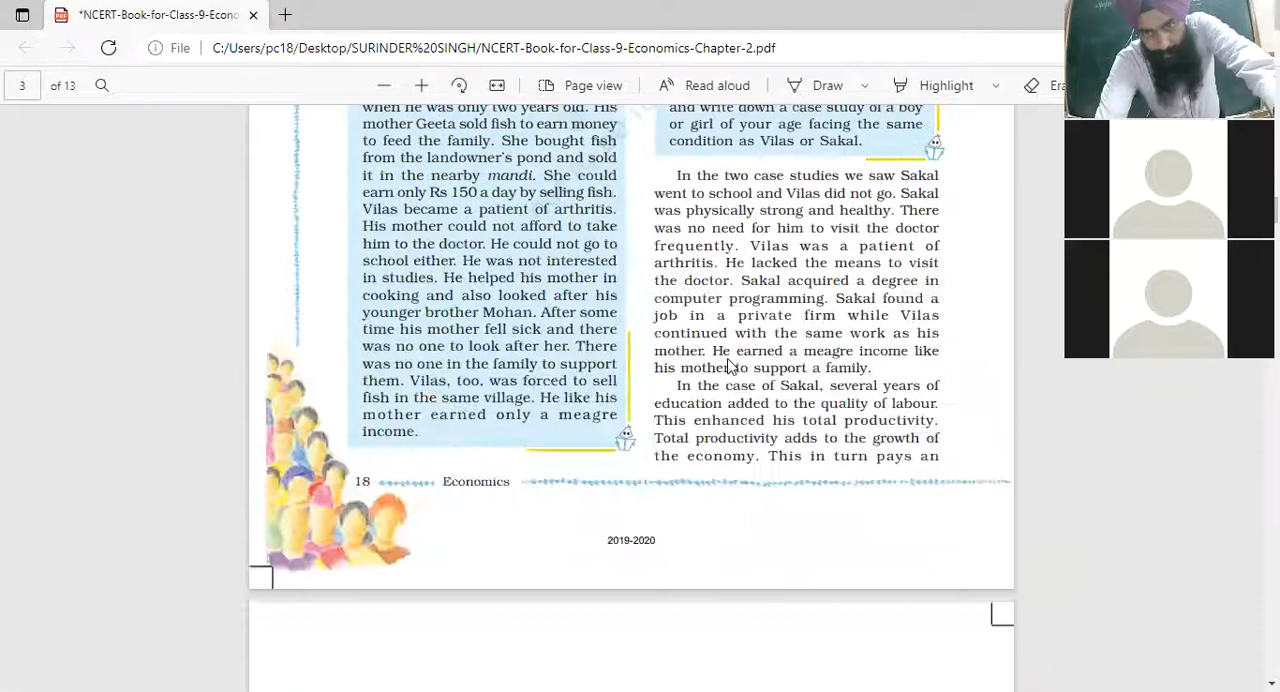 *NCERT-Book-for-Class-9-Econo
File
C:/Users/pc18/Desktop/SURINDER%20SINGH/NCERT-Book-for-Class-9-Economics-Chapter-2.pdf
3 of 13
Page view
Read aloud
Draw
Highlight
Era
when he was only two years old. His
mother Geeta sold fish to earn money
to feed the family. She bought fish
from the landowner's pond and sold
it in the nearby mandi. She could
earn only Rs 150 a day by selling fish.
Vilas became a patient of arthritis.
His mother could not afford to take
him to the doctor. He could not go to
school either. He was not interested
in studies. He helped his mother in
cooking and also looked after his
younger brother Mohan. After some
time his mother fell sick and there
was no one to look after her. There
was no one in the family to support
them. Vilas, too, was forced to sell
fish in the same village. He like his
mother earned only a meagre
income.
and write down a case study of a boy
or girl of your age facing the same
condition as Vilas or Sakal.
In the two case studies we saw Sakal
went to school and Vilas did not go. Sakal
was physically strong and healthy. There
was no need for him to visit the doctor
frequently. Vilas was a patient of
arthritis. He lacked the means to visit
the doctor. Sakal acquired a degree in
computer programming. Sakal found a
job in a private firm while Vilas
continued with the same work as his
mother. He earned a meagre income like
his mother to support a family.
In the case of Sakal, several years of
education added to the quality of labour.
This enhanced his total productivity.
Total productivity adds to the growth of
the economy. This in turn pays an
18
Economics
2019-2020